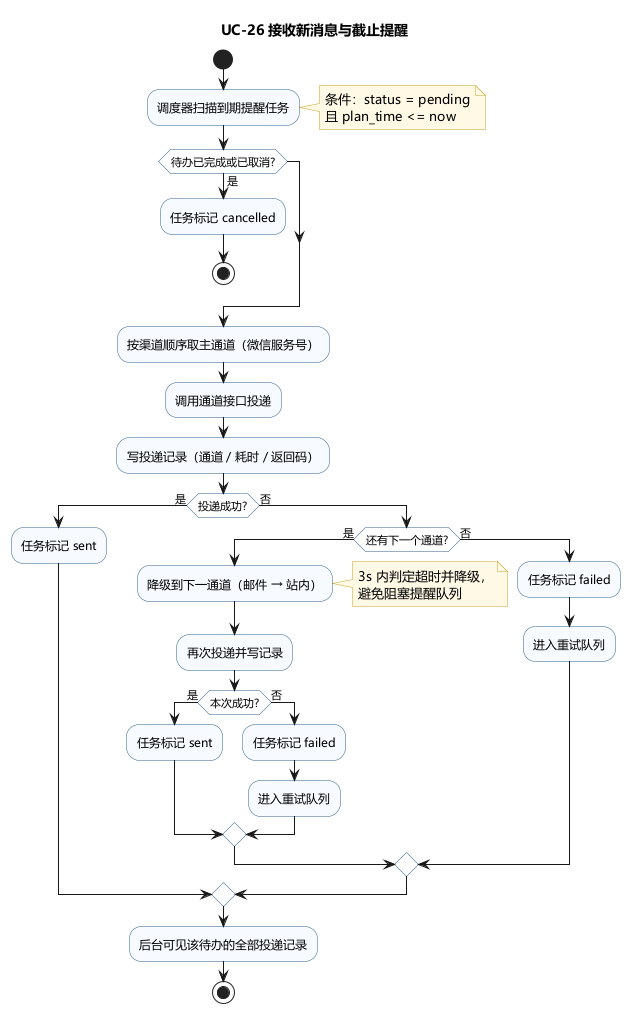 UC-26 接收新消息与截止提醒
调度器扫描到期提醒任务
条件：status = pending
且 plan_time <= now
待办已完成或已取消?
是
任务标记 cancelled
按渠道顺序取主通道（微信服务号）
调用通道接口投递
写投递记录（通道 / 耗时 / 返回码）
投递成功?
是
否
任务标记 sent
还有下一个通道?
是
否
降级到下一通道（邮件 → 站内）
3s 内判定超时并降级，
避免阻塞提醒队列
任务标记 failed
进入重试队列
再次投递并写记录
本次成功?
是
否
任务标记 sent
任务标记 failed
进入重试队列
后台可见该待办的全部投递记录